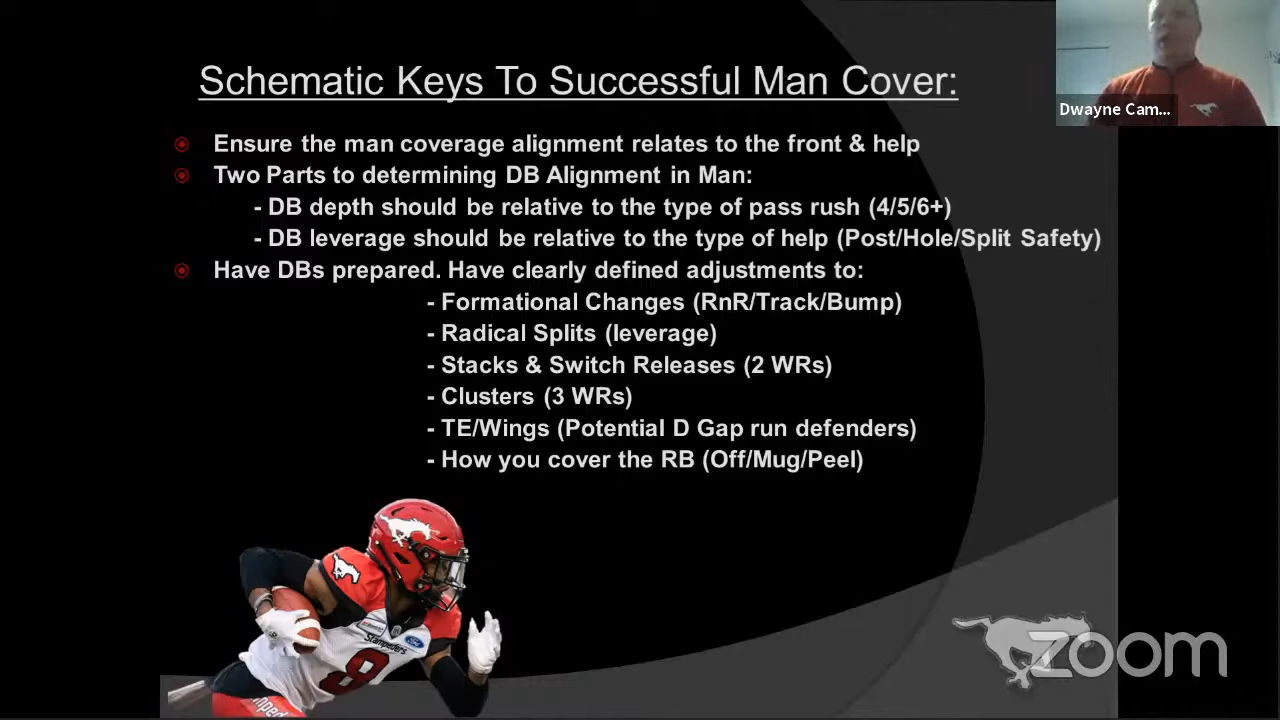 Schematic Keys To Successful Man Cover:
Dwayne Cam...
Ensure the man coverage alignment relates to the front & help
Two Parts to determining DB Alignment in Man:
- DB depth should be relative to the type of pass rush (4/5/6+)
- DB leverage should be relative to the type of help (Post/Hole/Split Safety)
Have DBs prepared. Have clearly defined adjustments to:
- Formational Changes (RnR/Track/Bump)
- Radical Splits (leverage)
- Stacks & Switch Releases (2 WRs)
- Clusters (3 WRs)
- TE/Wings (Potential D Gap run defenders)
- How you cover the RB (Off/Mug/Peel)
Stampeders
Ford
8
zoom